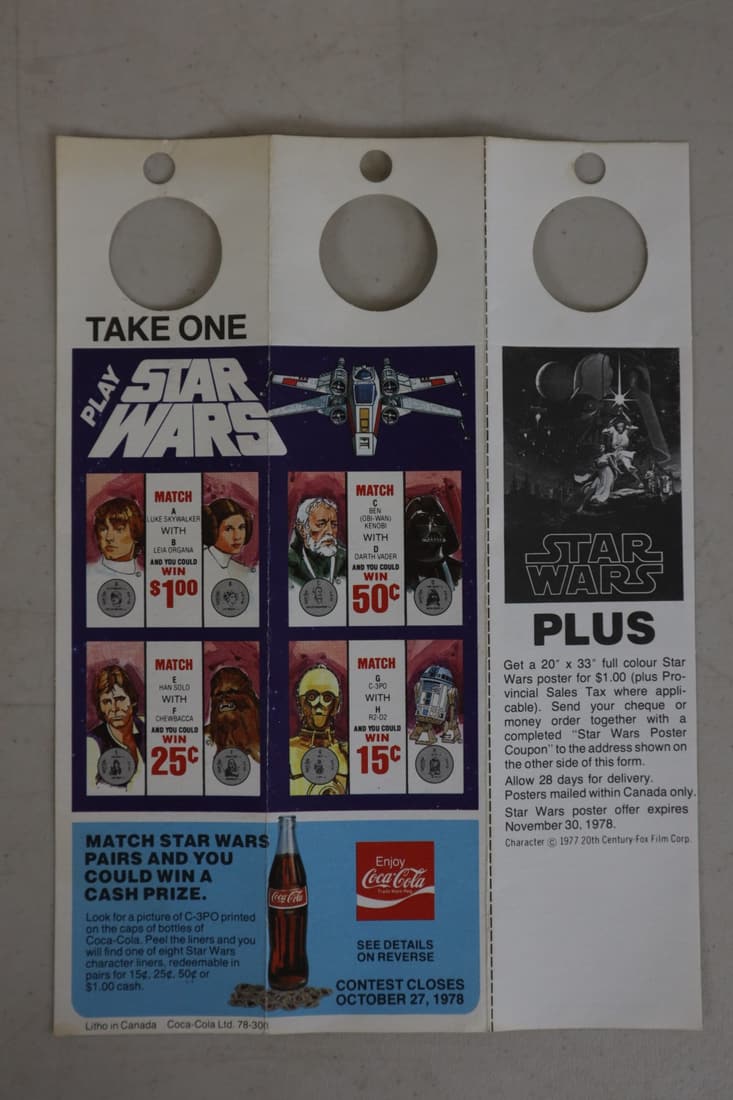 TAKE ONE
PLAY
STAR
WARS
MATCH
A
LUKE SKYWALKER
WITH
B
LEIA ORGANA
AND YOU COULD
WIN
$1.00
MATCH
C
BEN
(OBI-WAN)
KENOBI
WITH
D
DARTH VADER
AND YOU COULD
WIN
50¢
MATCH
E
HAN SOLO
WITH
F
CHEWBACCA
AND YOU COULD
WIN
25¢
MATCH
G
C-3PO
WITH
H
R2-D2
AND YOU COULD
WIN
15¢
MATCH STAR WARS
PAIRS AND YOU
COULD WIN A
CASH PRIZE.
Look for a picture of C-3PO printed
on the caps of bottles of
Coca-Cola. Peel the liners and you
will find one of eight Star Wars
character liners, redeemable in
pairs for 15¢, 25¢, 50¢ or
$1.00 cash.
Coca-Cola
Enjoy
Coca-Cola
Trade Mark Reg.
SEE DETAILS
ON REVERSE
CONTEST CLOSES
OCTOBER 27, 1978
Litho in Canada Coca-Cola Ltd. 78-300
STAR
WARS
PLUS
Get a 20" x 33" full colour Star
Wars poster for $1.00 (plus Pro-
vincial Sales Tax where appli-
cable). Send your cheque or
money order together with a
completed "Star Wars Poster
Coupon" to the address shown on
the other side of this form.
Allow 28 days for delivery.
Posters mailed within Canada only.
Star Wars poster offer expires
November 30, 1978.
Character © 1977 20th Century-Fox Film Corp.